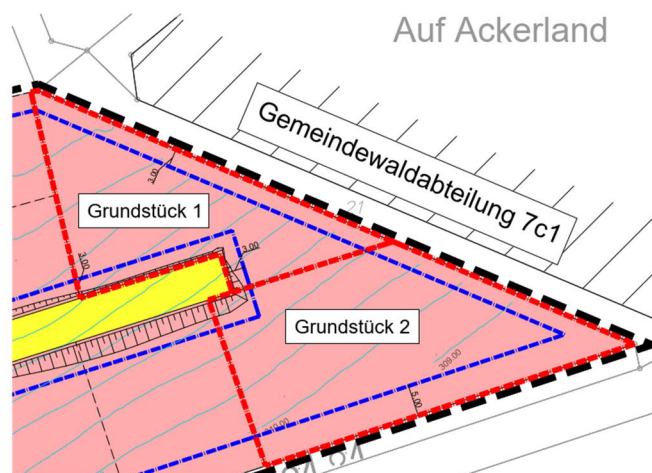 Auf Ackerland
Gemeindewaldabteilung 7c1
3.00
21
Grundstück 1
3.00
3.00
Grundstück 2
309.00
5.00